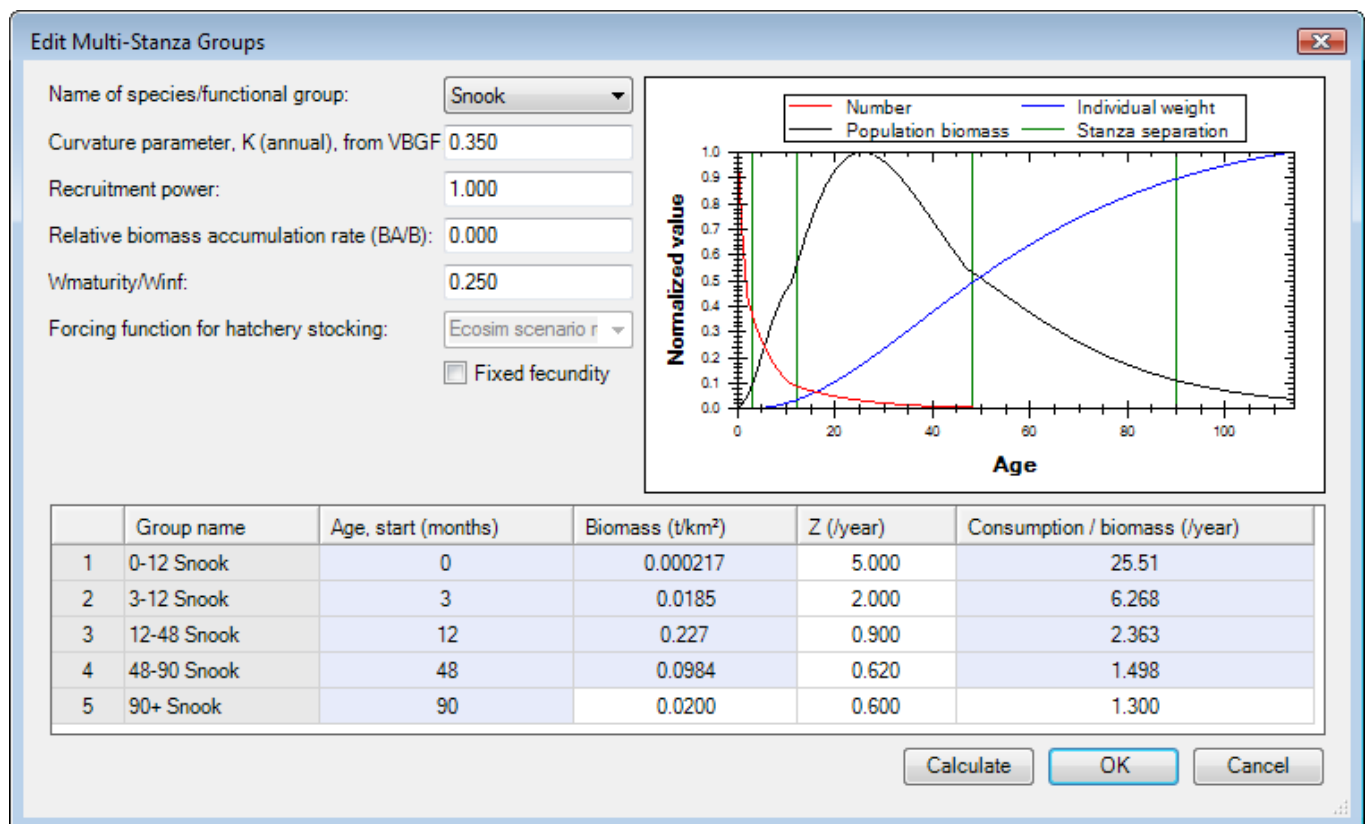 Edit Multi-Stanza Groups
Name of species/functional group: Snook
Curvature parameter, K (annual), from VBGF 0.350
Recruitment power: 1.000
Relative biomass accumulation rate (BA/B): 0.000
Wmaturity/Winf: 0.250
Forcing function for hatchery stocking: Ecosim scenario r
Fixed fecundity
Number Individual weight
Population biomass Stanza separation
Normalized value
1.0
0.9
0.8
0.7
0.6
0.5
0.4
0.3
0.2
0.1
0.0
0 20 40 60 80 100
Age
Group name Age, start (months) Biomass (t/km²) Z (/year) Consumption / biomass (/year)
1 0-12 Snook 0 0.000217 5.000 25.51
2 3-12 Snook 3 0.0185 2.000 6.268
3 12-48 Snook 12 0.227 0.900 2.363
4 48-90 Snook 48 0.0984 0.620 1.498
5 90+ Snook 90 0.0200 0.600 1.300
Calculate OK Cancel